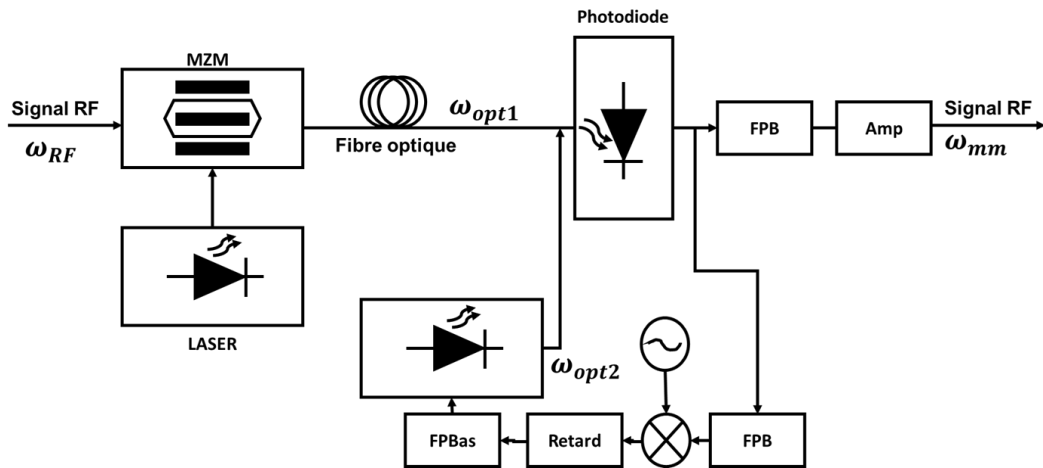 Photodiode
MZM
Signal RF
ω_RF
Fibre optique
ω_opt1
FPB
Amp
Signal RF
ω_mm
LASER
ω_opt2
FPBas
Retard
FPB